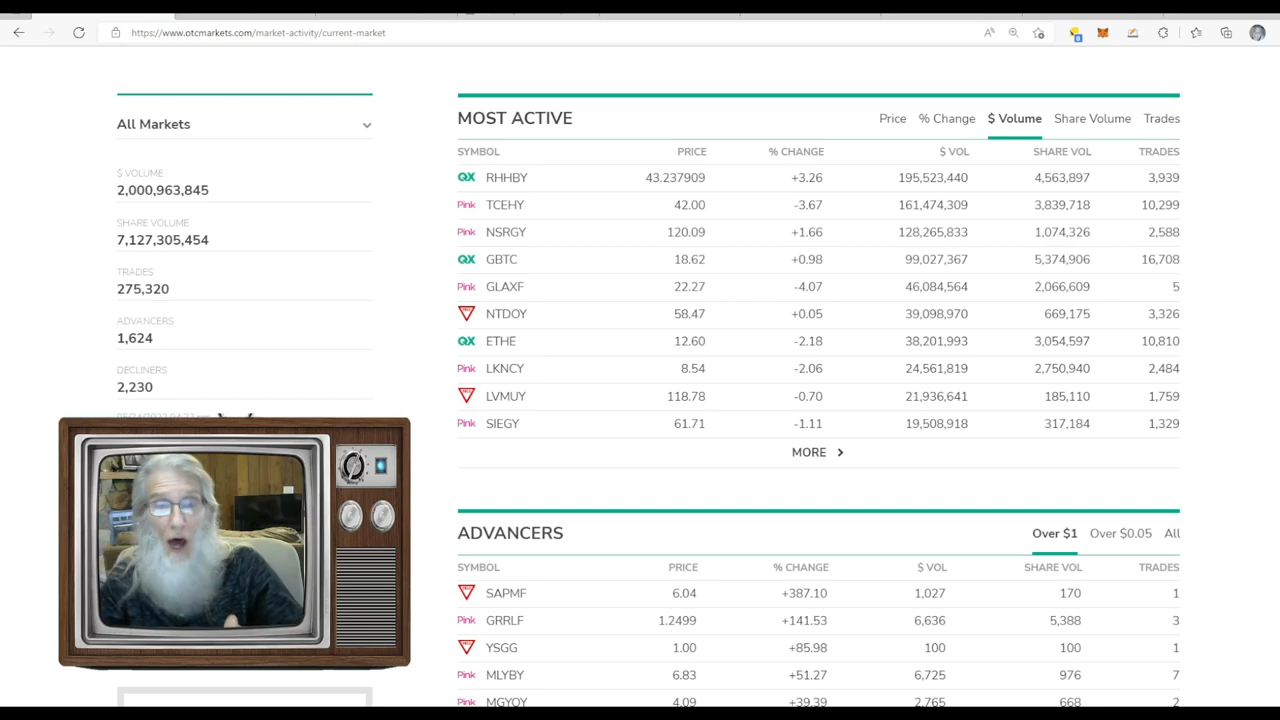 https://www.otcmarkets.com/market-activity/current-market
All Markets
$ VOLUME
2,000,963,845
SHARE VOLUME
7,127,305,454
TRADES
275,320
ADVANCERS
1,624
DECLINERS
2,230
MOST ACTIVE Price % Change $ Volume Share Volume Trades
SYMBOL PRICE % CHANGE $ VOL SHARE VOL TRADES
QX RHHBY 43.237909 +3.26 195,523,440 4,563,897 3,939
Pink TCEHY 42.00 -3.67 161,474,309 3,839,718 10,299
Pink NSRGY 120.09 +1.66 128,265,833 1,074,326 2,588
QX GBTC 18.62 +0.98 99,027,367 5,374,906 16,708
Pink GLAXF 22.27 -4.07 46,084,564 2,066,609 5
NTDOY 58.47 +0.05 39,098,970 669,175 3,326
QX ETHE 12.60 -2.18 38,201,993 3,054,597 10,810
Pink LKNCY 8.54 -2.06 24,561,819 2,750,940 2,484
LVMUY 118.78 -0.70 21,936,641 185,110 1,759
Pink SIEGY 61.71 -1.11 19,508,918 317,184 1,329
MORE
ADVANCERS Over $1 Over $0.05 All
SYMBOL PRICE % CHANGE $ VOL SHARE VOL TRADES
SAPMF 6.04 +387.10 1,027 170 1
Pink GRRLF 1.2499 +141.53 6,636 5,388 3
YSGG 1.00 +85.98 100 100 1
Pink MLYBY 6.83 +51.27 6,725 976 7
Pink MGYOY 4.09 +39.39 2,765 668 2